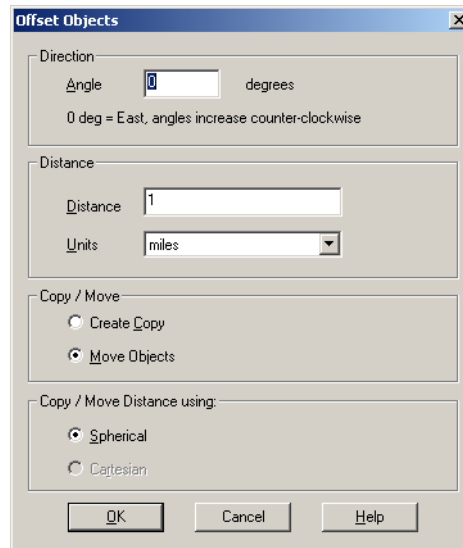 Offset Objects
Direction
Angle 0 degrees
0 deg = East, angles increase counter-clockwise
Distance
Distance 1
Units miles
Copy / Move
Create Copy
Move Objects
Copy / Move Distance using:
Spherical
Cartesian
OK Cancel Help